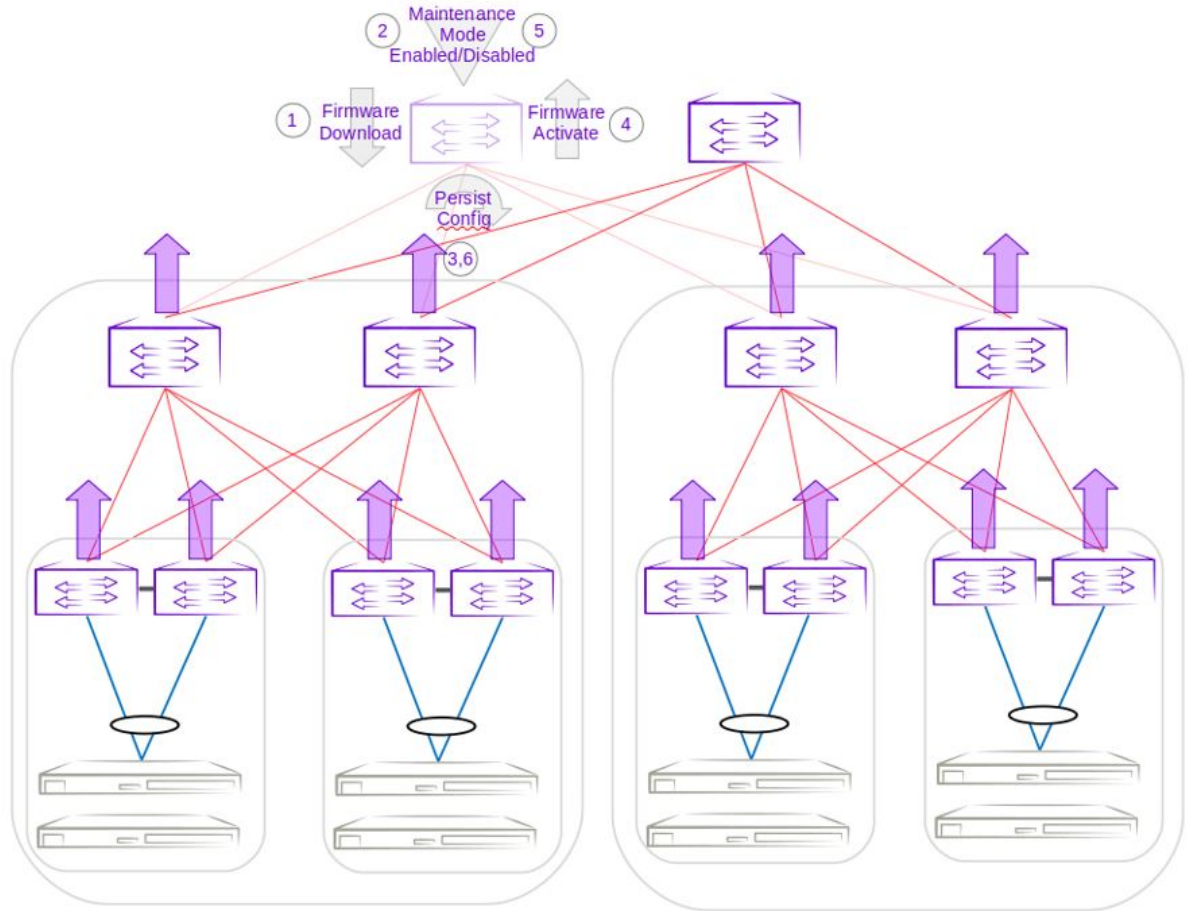 Maintenance
2 Mode 5
Enabled/Disabled
1 Firmware
Download
Firmware 4
Activate
Persist
Config
3,6